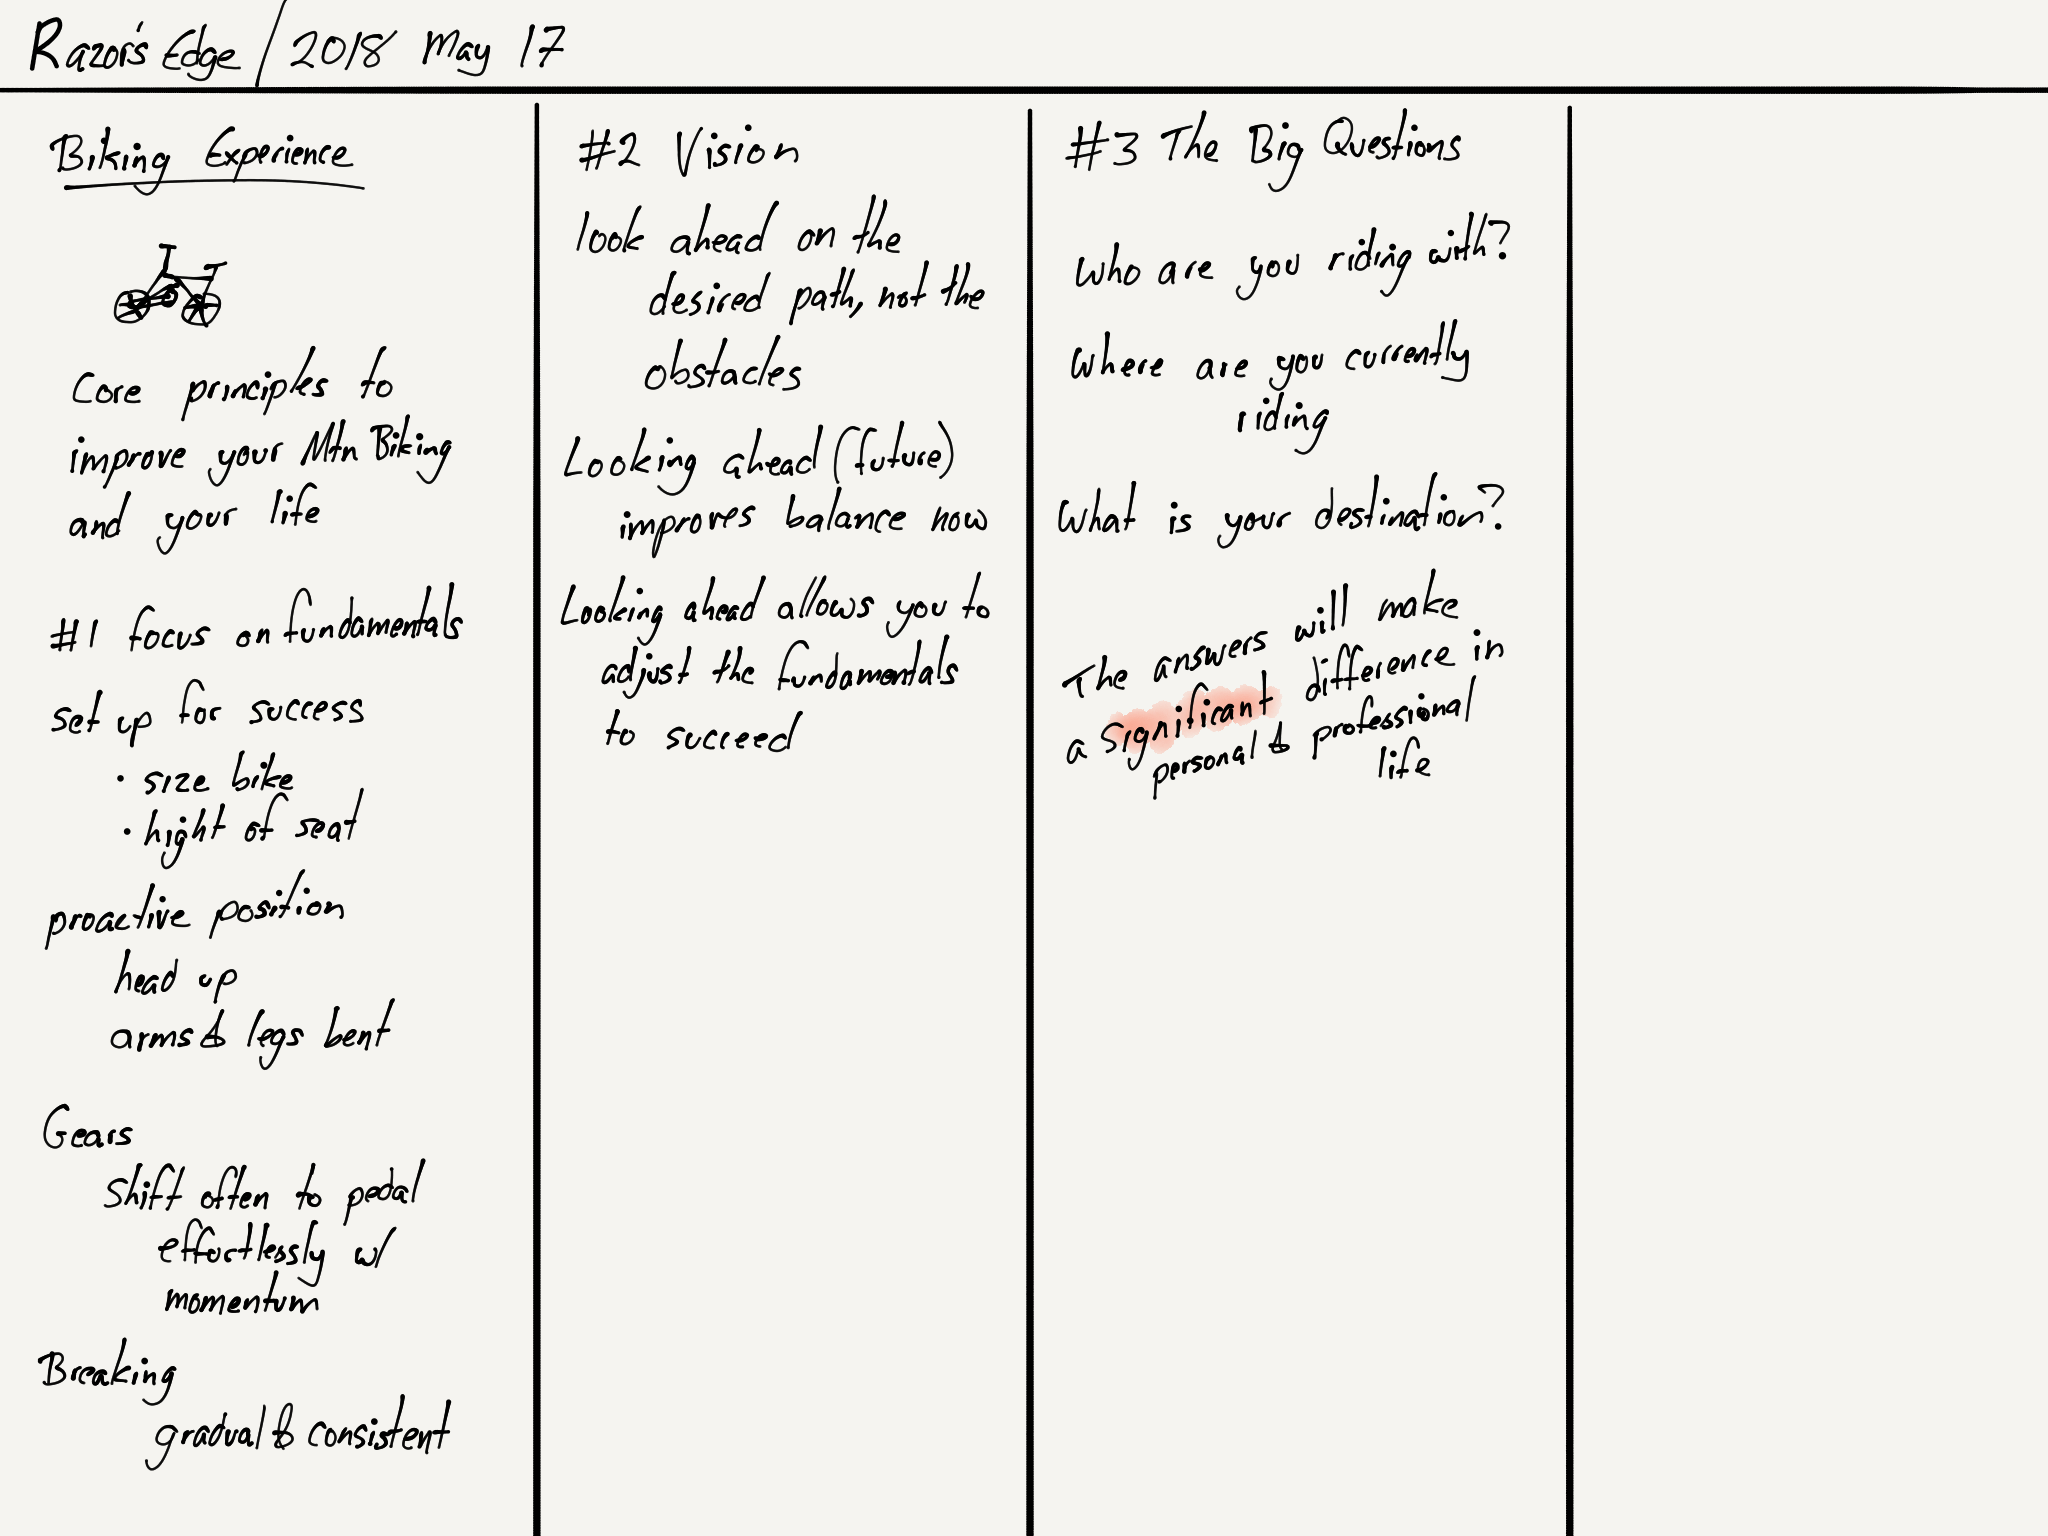 Razor's Edge / 2018 May 17
Biking Experience
Core principles to
improve your Mtn Biking
and your life
#1 focus on fundamentals
set up for success
• size bike
• hight of seat
proactive position
head up
arms & legs bent
Gears
Shift often to pedal
effortlessly w/
momentum
Breaking
gradual & consistent
#2 Vision
look ahead on the
desired path, not the
obstacles
Looking ahead (future)
improves balance now
Looking ahead allows you to
adjust the fundamentals
to succeed
#3 The Big Questions
Who are you riding with?
Where are you currently
riding
What is your destination?
The answers will make
a significant difference in
personal & professional
life